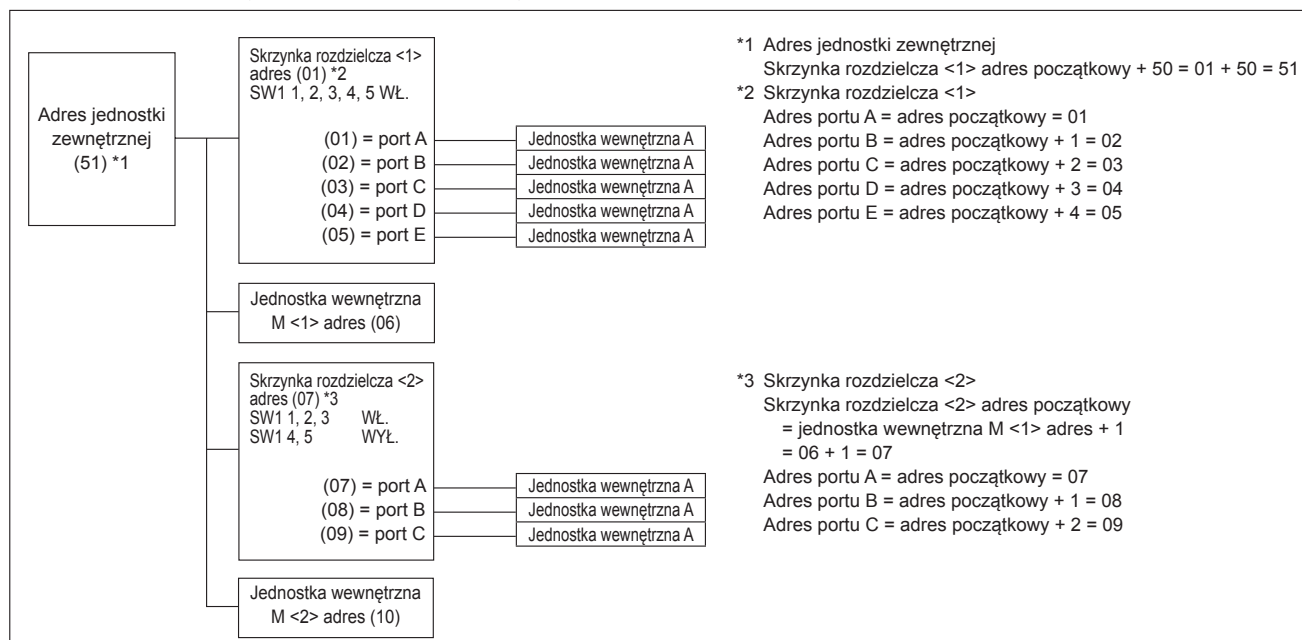 Adres jednostki
zewnętrznej
(51) *1
Skrzynka rozdzielcza <1>
adres (01) *2
SW1 1, 2, 3, 4, 5 WŁ.
(01) = port A
(02) = port B
(03) = port C
(04) = port D
(05) = port E
Jednostka wewnętrzna A
Jednostka wewnętrzna A
Jednostka wewnętrzna A
Jednostka wewnętrzna A
Jednostka wewnętrzna A
*1 Adres jednostki zewnętrznej
Skrzynka rozdzielcza <1> adres początkowy + 50 = 01 + 50 = 51
*2 Skrzynka rozdzielcza <1>
Adres portu A = adres początkowy = 01
Adres portu B = adres początkowy + 1 = 02
Adres portu C = adres początkowy + 2 = 03
Adres portu D = adres początkowy + 3 = 04
Adres portu E = adres początkowy + 4 = 05
Jednostka wewnętrzna
M <1> adres (06)
Skrzynka rozdzielcza <2>
adres (07) *3
SW1 1, 2, 3 WŁ.
SW1 4, 5 WYŁ.
(07) = port A
(08) = port B
(09) = port C
Jednostka wewnętrzna A
Jednostka wewnętrzna A
Jednostka wewnętrzna A
*3 Skrzynka rozdzielcza <2>
Skrzynka rozdzielcza <2> adres początkowy
= jednostka wewnętrzna M <1> adres + 1
= 06 + 1 = 07
Adres portu A = adres początkowy = 07
Adres portu B = adres początkowy + 1 = 08
Adres portu C = adres początkowy + 2 = 09
Jednostka wewnętrzna
M <2> adres (10)